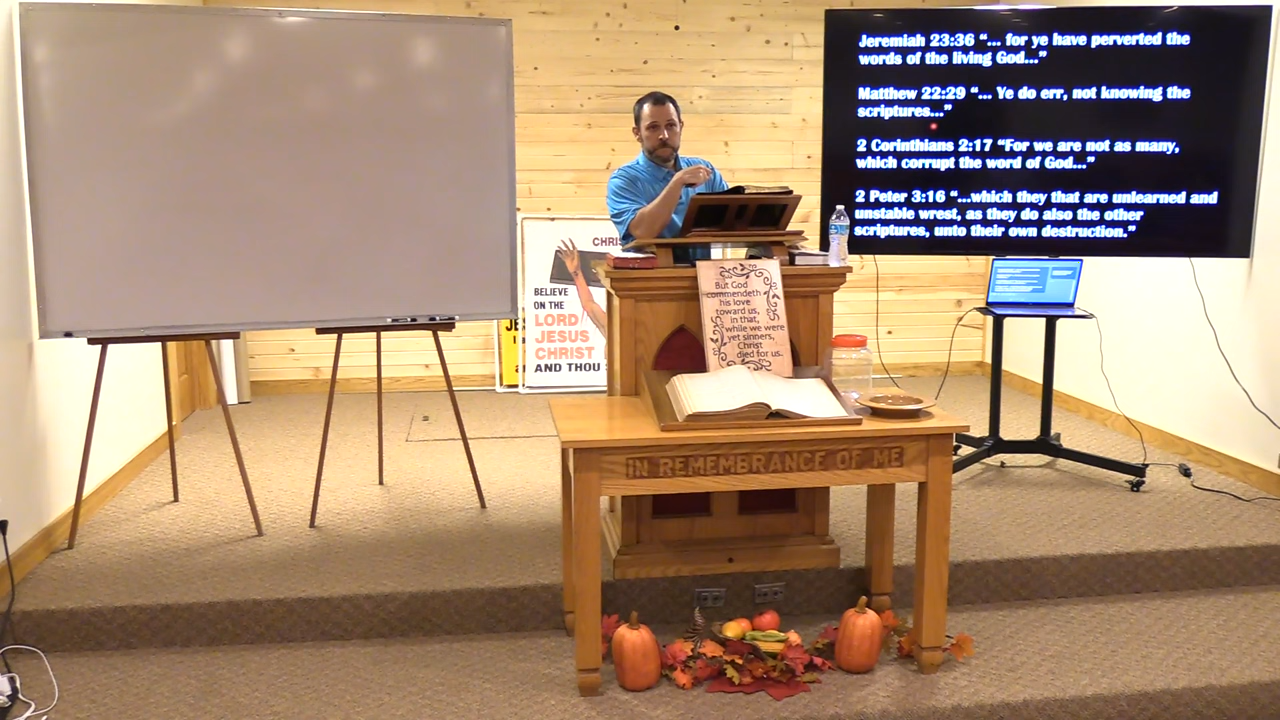 Jeremiah 23:36 “... for ye have perverted the
words of the living God...”
Matthew 22:29 “... Ye do err, not knowing the
scriptures...”
2 Corinthians 2:17 “For we are not as many,
which corrupt the word of God...”
2 Peter 3:16 “...which they that are unlearned and
unstable wrest, as they do also the other
scriptures, unto their own destruction.”
CHRIS
BELIEVE
ON THE
LORD
JESUS
CHRIST
AND THOU
But God
commendeth
his love
toward us,
in that,
while we were
yet sinners,
Christ
died for us.
IN REMEMBRANCE OF ME